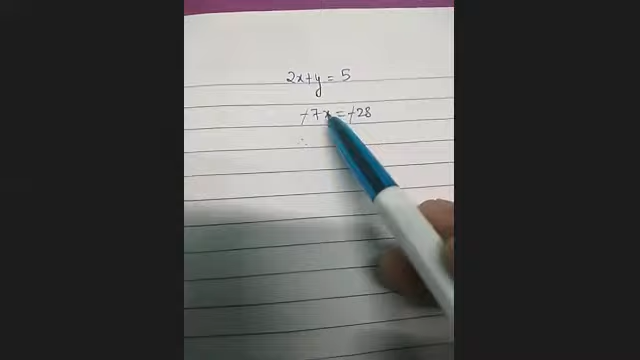 2x+y = 5
-7x = -28
∴